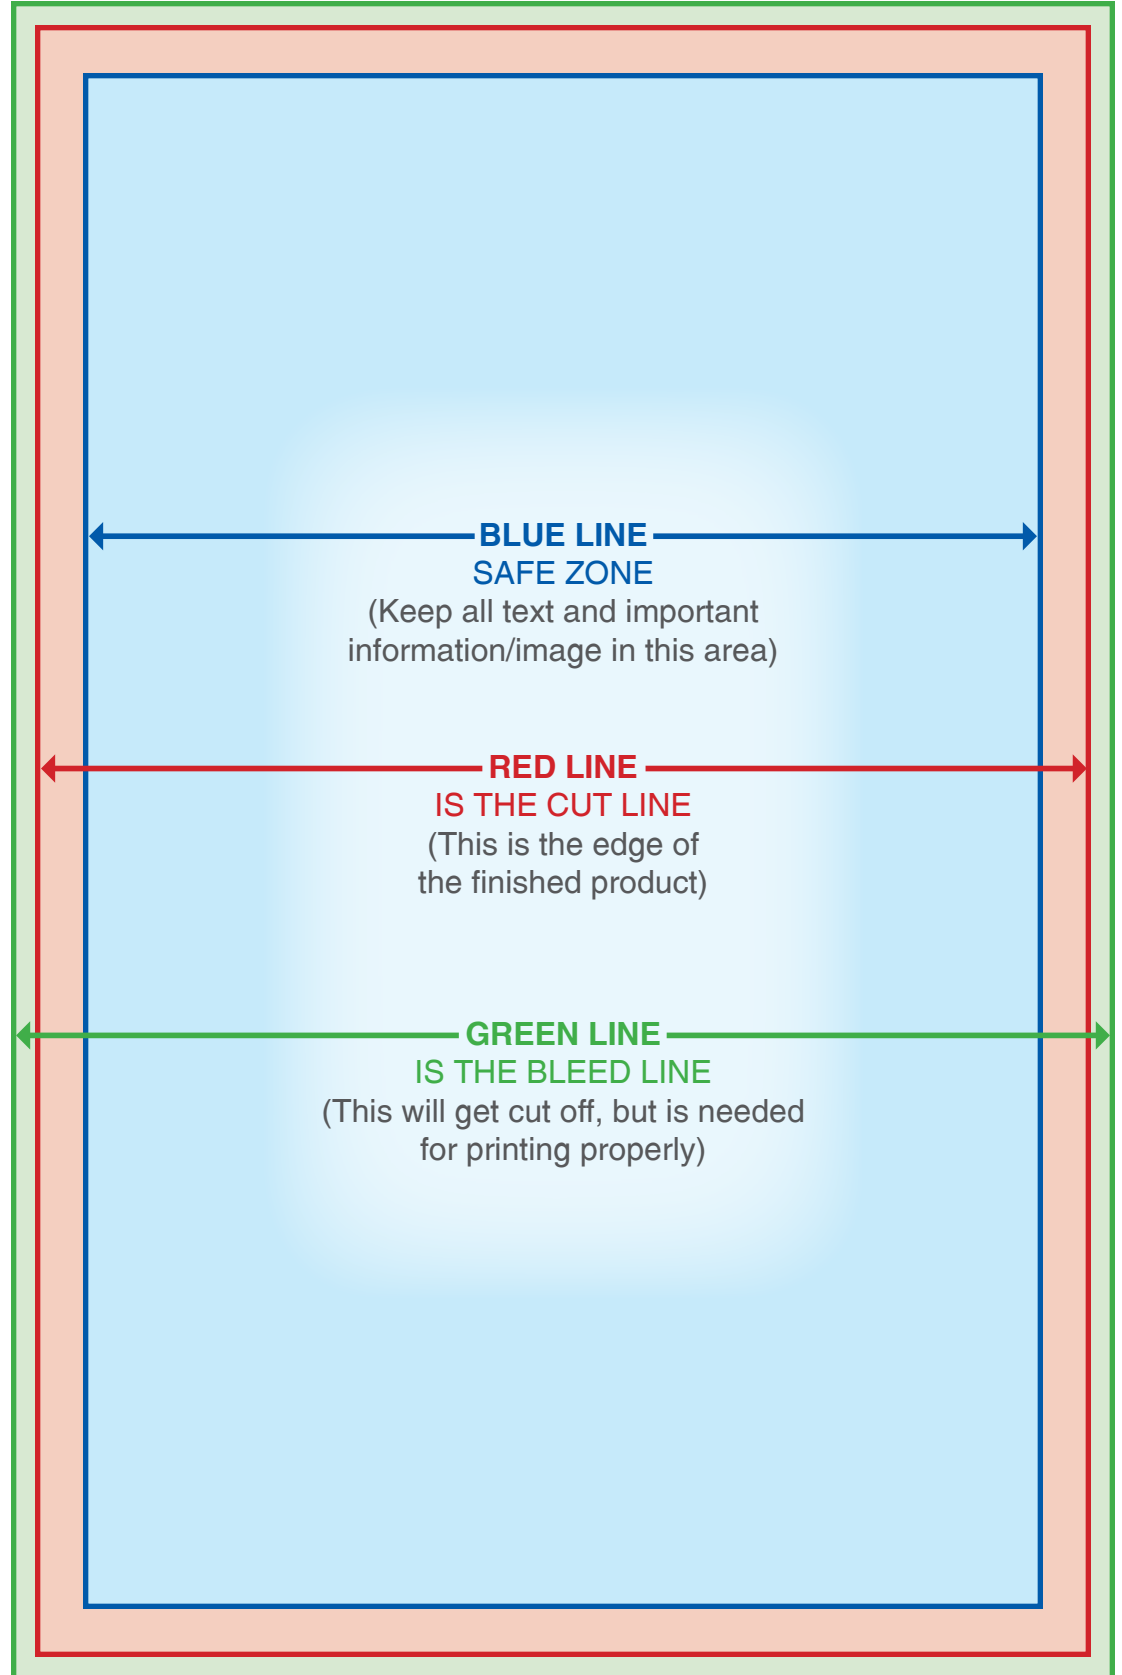 BLUE LINE
SAFE ZONE
(Keep all text and important
information/image in this area)
RED LINE
IS THE CUT LINE
(This is the edge of
the finished product)
GREEN LINE
IS THE BLEED LINE
(This will get cut off, but is needed
for printing properly)